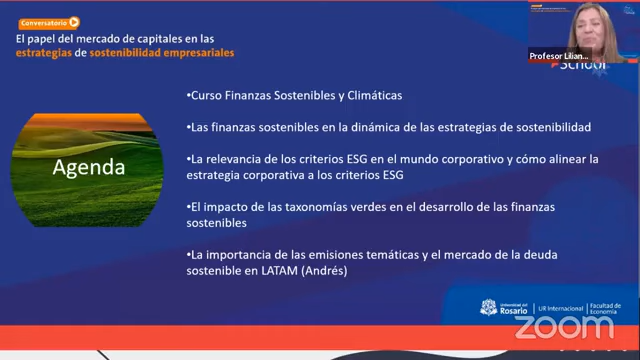 Conversatorio
El papel del mercado de capitales en las
estrategias de sostenibilidad empresariales
Profesor Lilian...
School
Agenda
•Curso Finanzas Sostenibles y Climáticas
•Las finanzas sostenibles en la dinámica de las estrategias de sostenibilidad
•La relevancia de los criterios ESG en el mundo corporativo y cómo alinear la
estrategia corporativa a los criterios ESG
•El impacto de las taxonomías verdes en el desarrollo de las finanzas
sostenibles
•La importancia de las emisiones temáticas y el mercado de la deuda
sostenible en LATAM (Andrés)
Universidad del
Rosario
UR Internacional
Facultad de
Economía
zoom